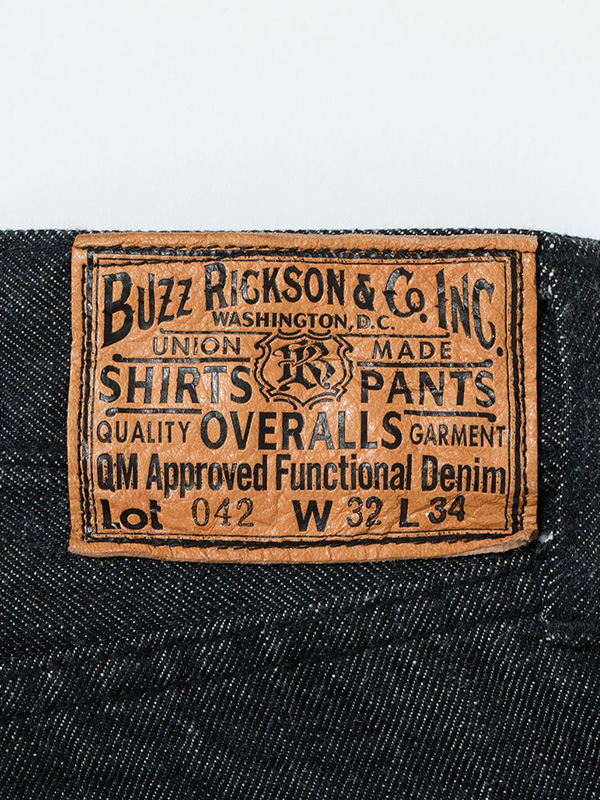 BUZZ RICKSON & CO. INC.
WASHINGTON, D.C.
UNION MADE
SHIRTS BR PANTS
QUALITY OVERALLS GARMENT
QM Approved Functional Denim
Lot 042 W 32 L 34